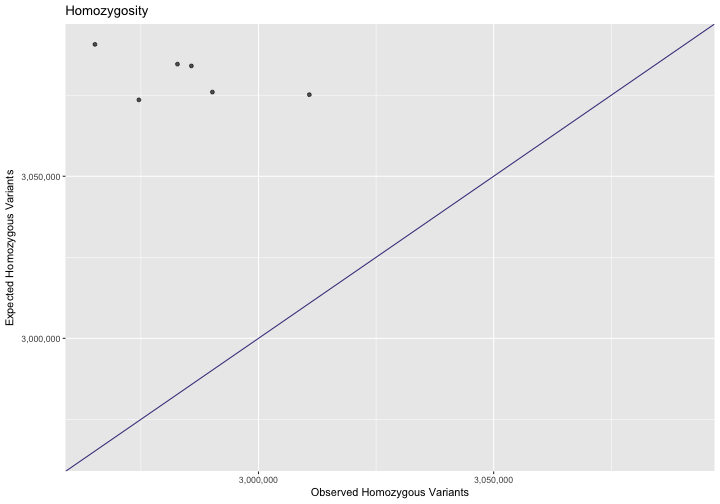 Homozygosity
Expected Homozygous Variants
3,050,000
3,000,000
3,000,000
3,050,000
Observed Homozygous Variants